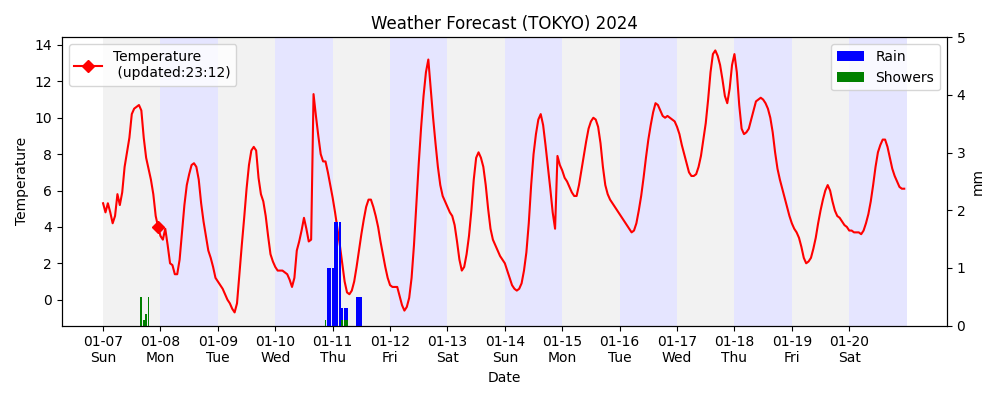 Weather Forecast (TOKYO) 2024
Temperature
(updated:23:12)
Rain
Showers
Temperature
14
12
10
8
6
4
2
0
5
4
3
2
1
0
mm
01-07 01-08 01-09 01-10 01-11 01-12 01-13 01-14 01-15 01-16 01-17 01-18 01-19 01-20
Sun Mon Tue Wed Thu Fri Sat Sun Mon Tue Wed Thu Fri Sat
Date